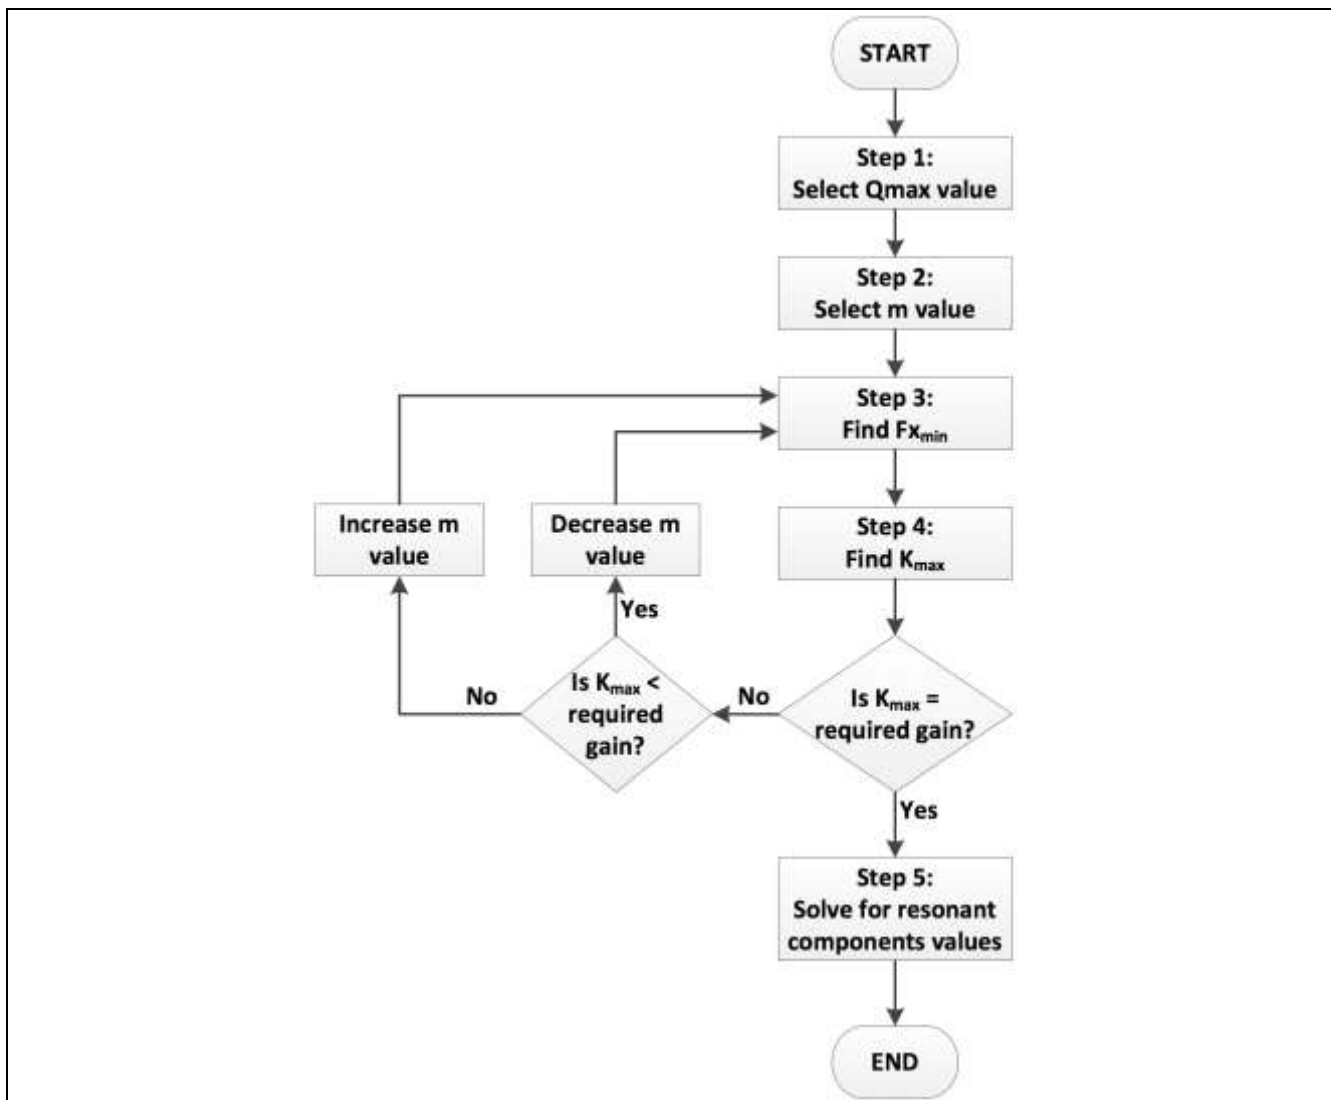 START
Step 1:
Select Qmax value
Step 2:
Select m value
Step 3:
Find Fxmin
Increase m
value
Decrease m
value
Step 4:
Find Kmax
Yes
No
Is Kmax <
required
gain?
No
Is Kmax =
required gain?
Yes
Step 5:
Solve for resonant
components values
END